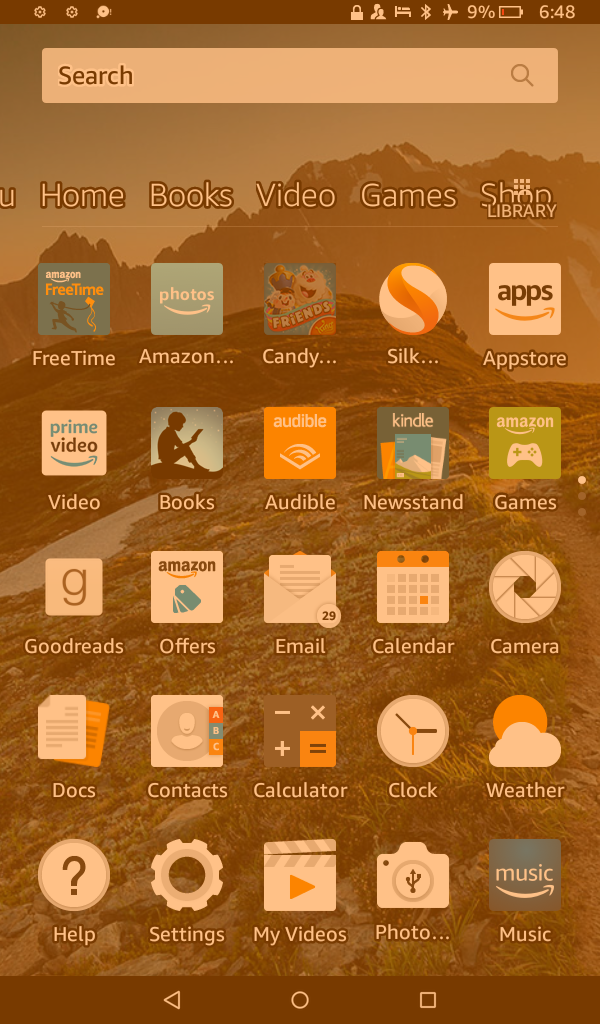 9% 6:48
Search
u Home Books Video Games Shop
LIBRARY
amazon
FreeTime
photos
FRIENDS
apps
FreeTime Amazon... Candy... Silk... Appstore
prime
video
audible
kindle
amazon
Video Books Audible Newsstand Games
g
amazon
29
Goodreads Offers Email Calendar Camera
A
B
C
Docs Contacts Calculator Clock Weather
?
music
Help Settings My Videos Photo... Music